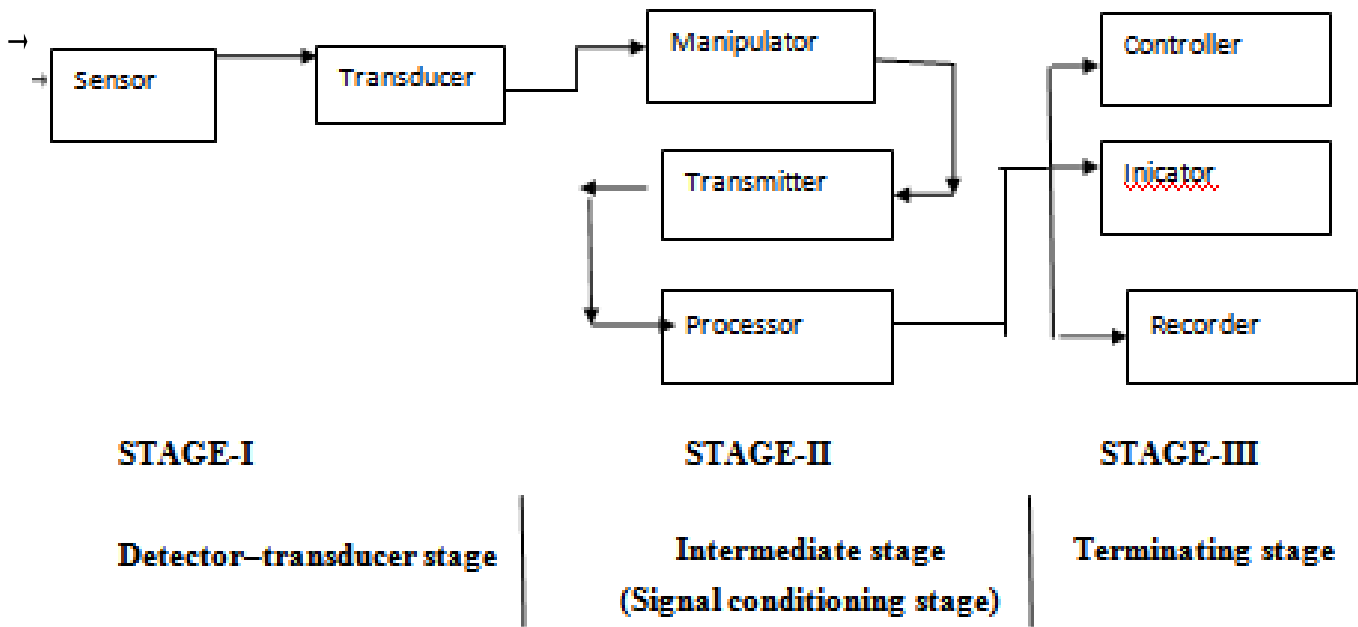 Sensor
Transducer
Manipulator
Transmitter
Processor
Controller
Inicator
Recorder
STAGE-I
STAGE-II
STAGE-III
Detector–transducer stage
Intermediate stage
(Signal conditioning stage)
Terminating stage